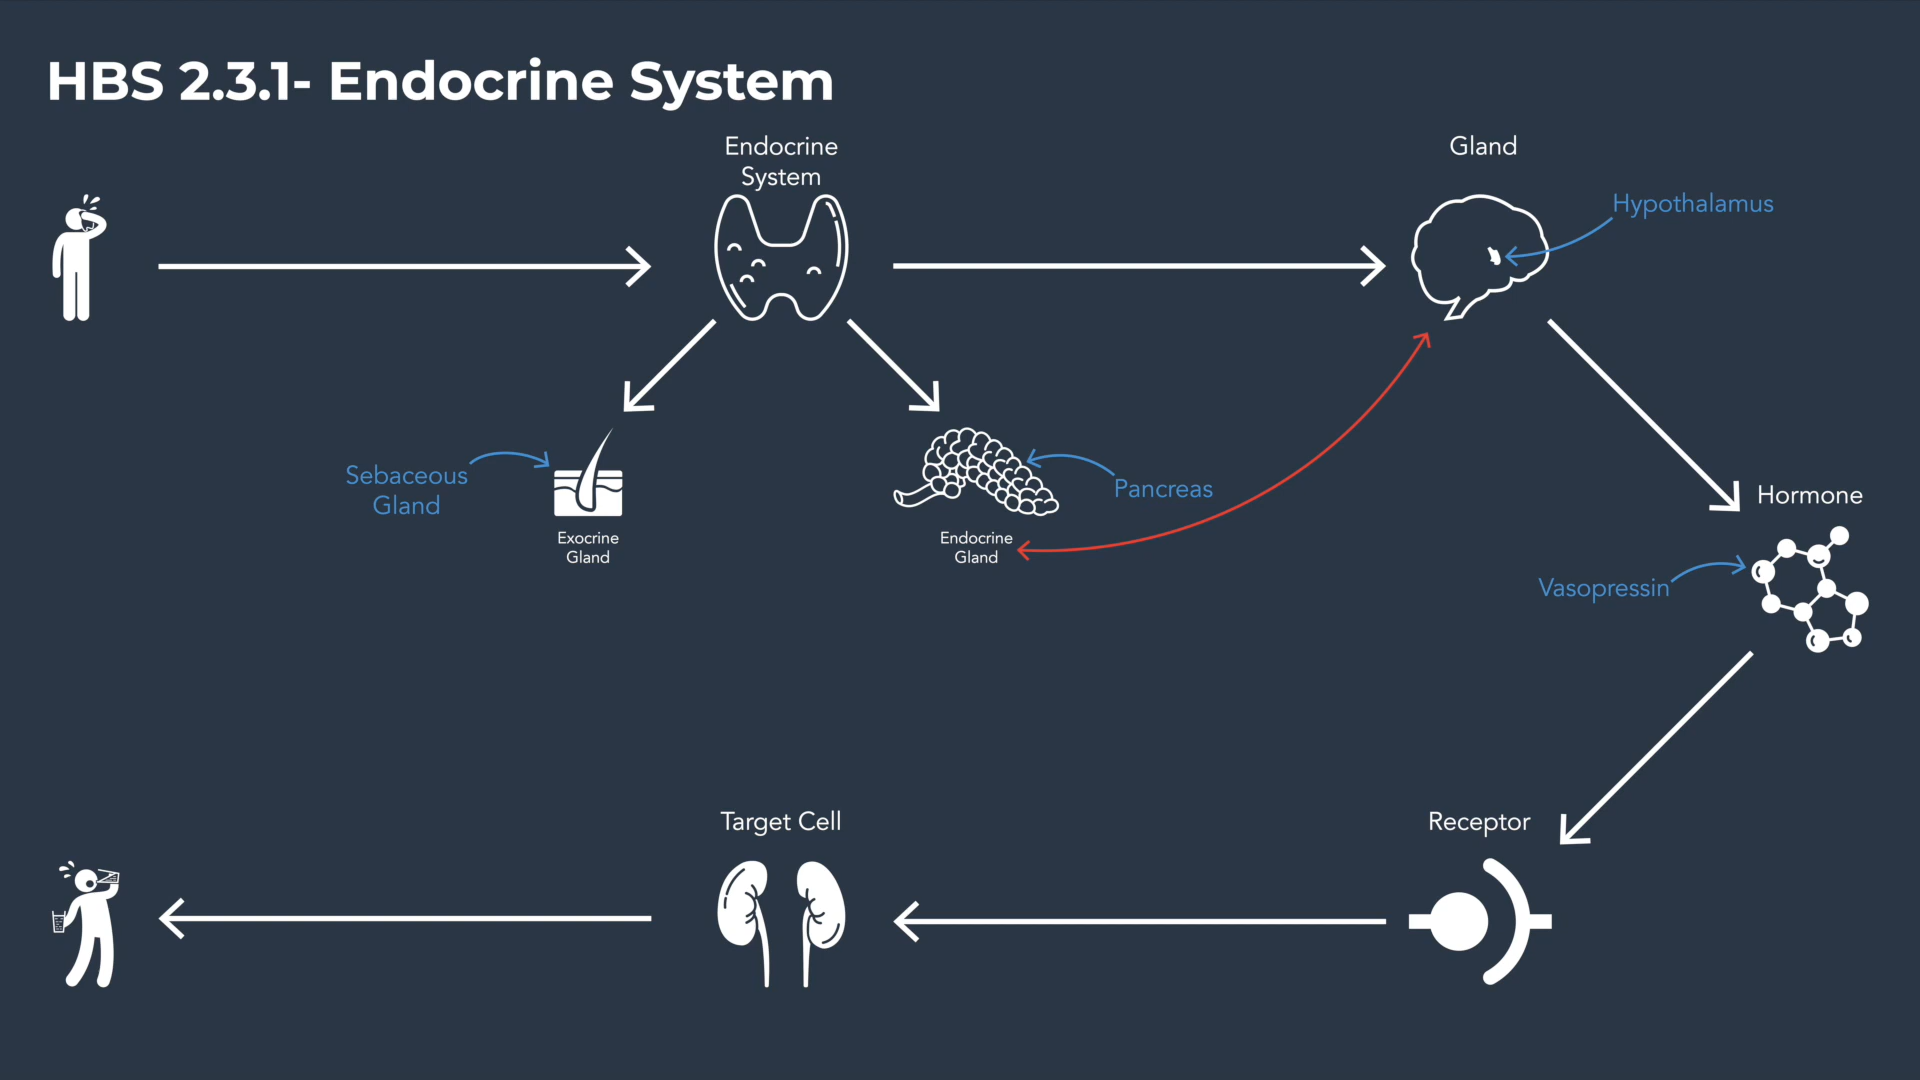 HBS 2.3.1- Endocrine System
Endocrine
System
Gland
Hypothalamus
Sebaceous
Gland
Pancreas
Exocrine
Gland
Endocrine
Gland
Hormone
Vasopressin
Target Cell
Receptor